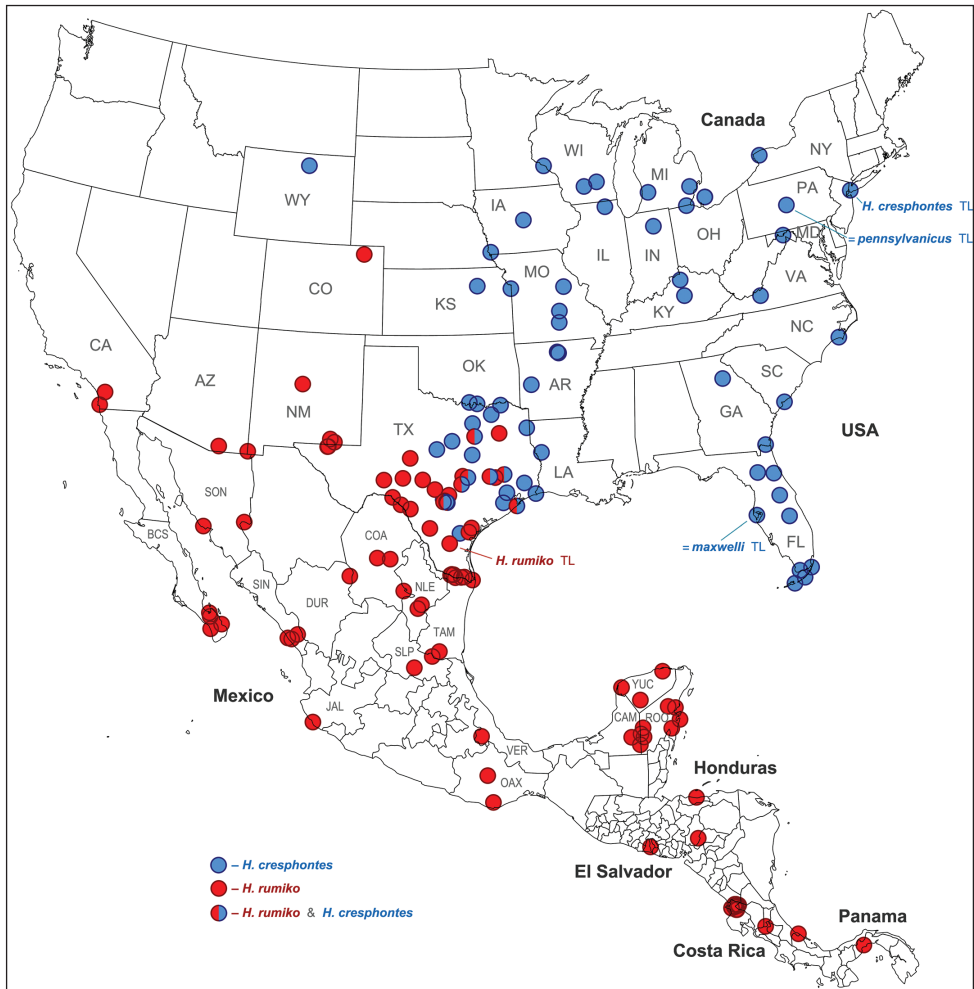 Canada
WI
NY
MI
PA
WY
IA
H. cresphontes TL
OH
MD
= pennsylvanicus TL
IL
IN
MO
VA
CO
KS
KY
NC
CA
OK
SC
AZ
AR
NM
GA
TX
USA
LA
SON
BCS
COA
FL
= maxwelli TL
H. rumiko TL
SIN
NLE
DUR
TAM
SLP
Mexico
YUC
JAL
CAM
ROO
VER
Honduras
OAX
– H. cresphontes
El Salvador
– H. rumiko
– H. rumiko & H. cresphontes
Panama
Costa Rica